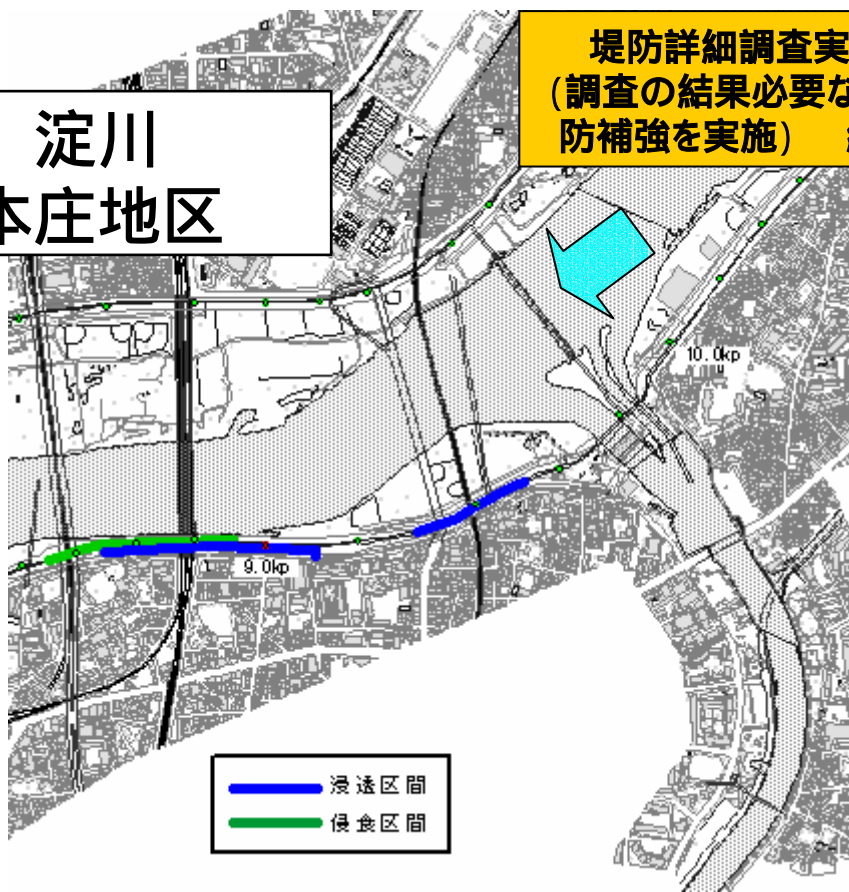 堤防詳細調査実
(調査の結果必要な
防補強を実施)
淀川
本庄地区
10.0kp
9.0kp
浸透区間
侵食区間